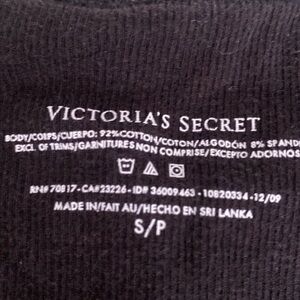 VICTORIA'S SECRET
BODY/CORPS/CUERPO: 92%COTTON/COTON/ALGODÓN 8% SPAND
EXCL. OF TRIMS/GARNITURES NON COMPRISE/EXCEPTO ADORNOS
RN# 70817 - CA#23226 - ID# 36009463 - 10820334 - 12/09
MADE IN/FAIT AU/HECHO EN SRI LANKA
S/P